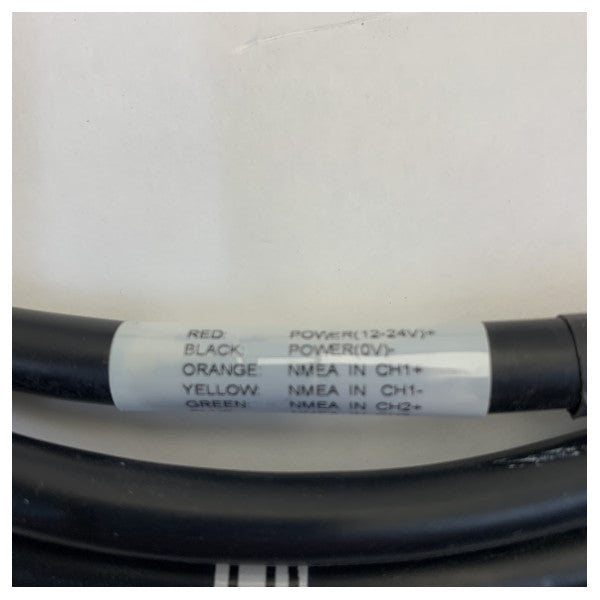 RED: POWER(12-24V)+
BLACK: POWER(0V)-
ORANGE: NMEA IN CH1+
YELLOW: NMEA IN CH1-
GREEN: NMEA IN CH2+